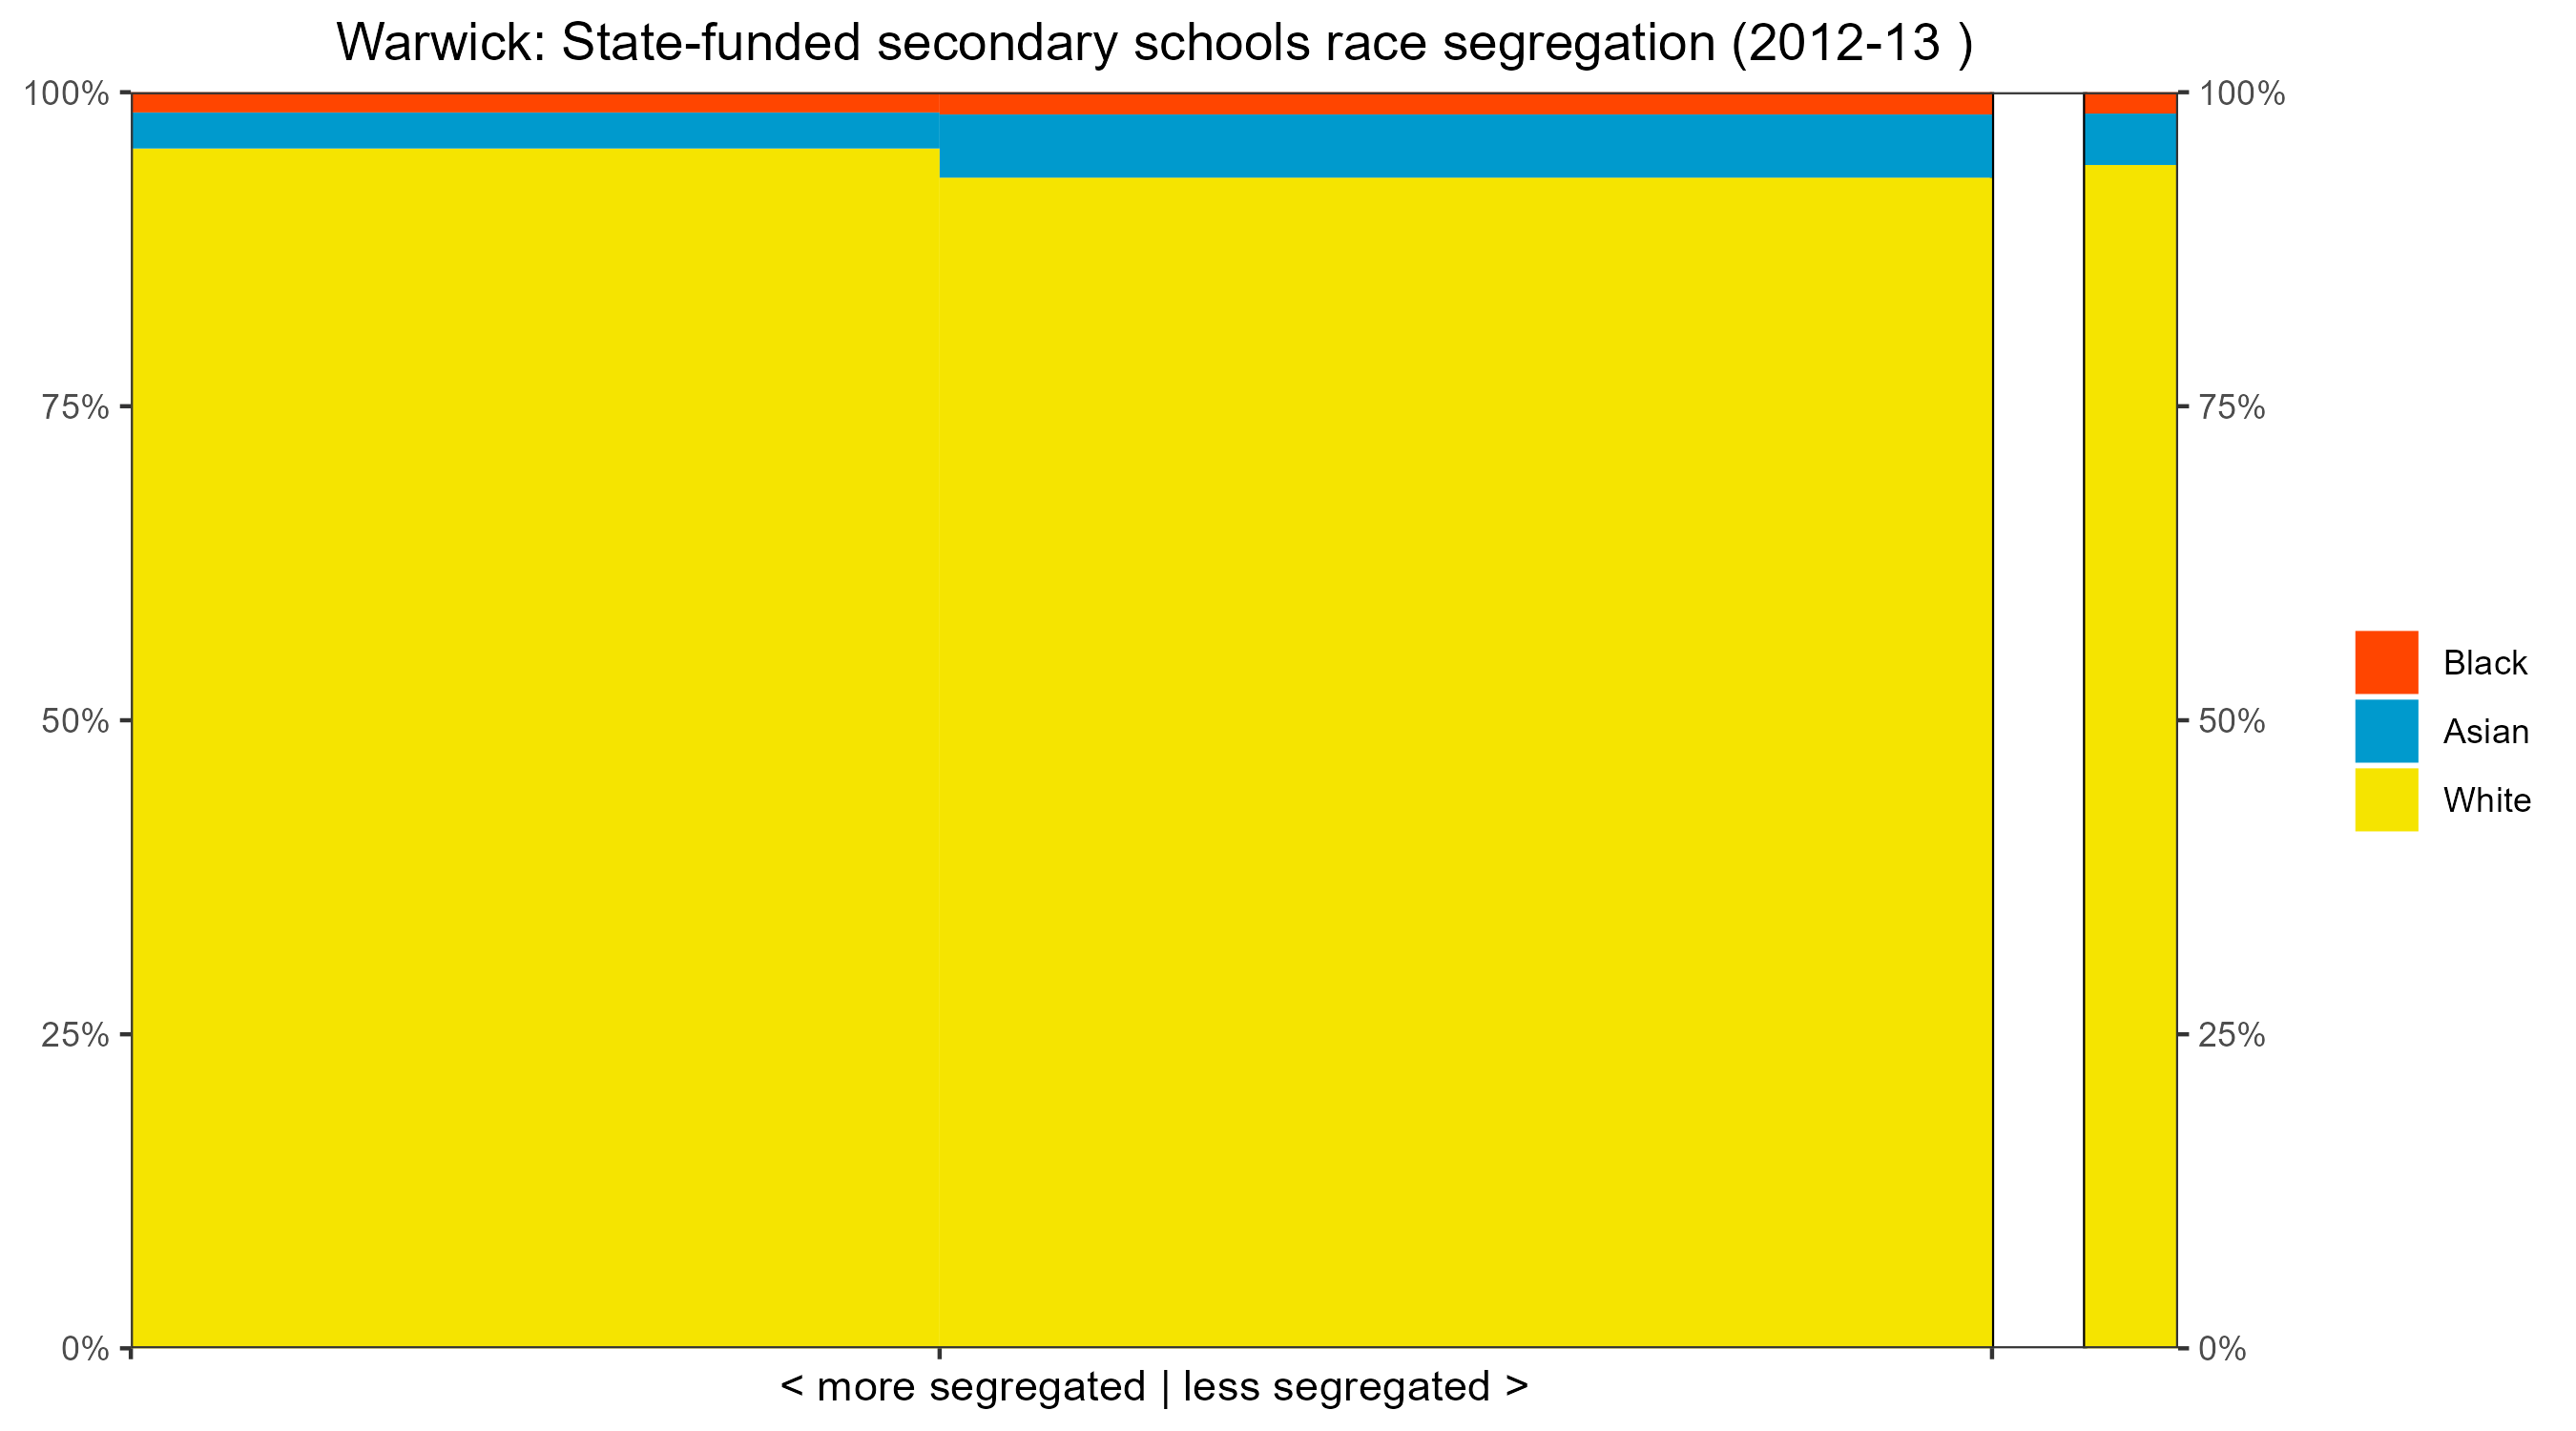 Warwick: State-funded secondary schools race segregation (2012-13 )
100%
75%
50%
25%
0%
100%
75%
50%
25%
0%
< more segregated | less segregated >
Black
Asian
White